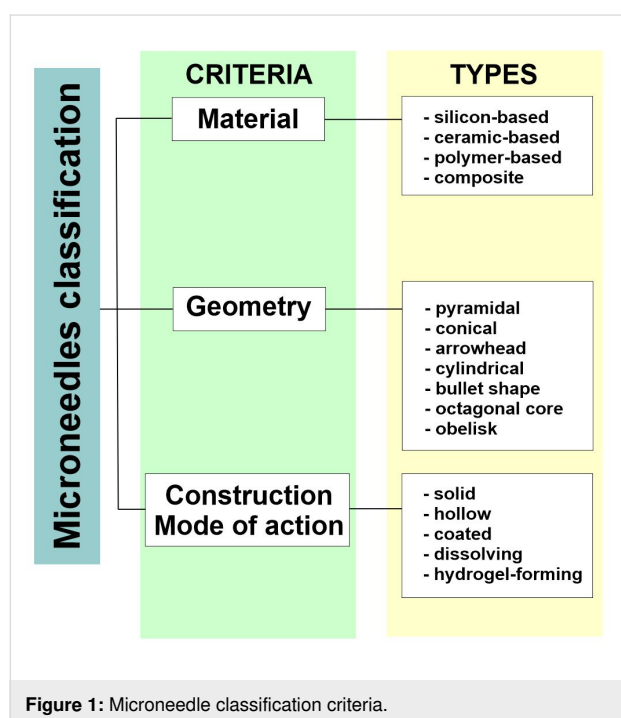 Microneedles classification
CRITERIA
TYPES
Material
- silicon-based
- ceramic-based
- polymer-based
- composite
Geometry
- pyramidal
- conical
- arrowhead
- cylindrical
- bullet shape
- octagonal core
- obelisk
Construction
Mode of action
- solid
- hollow
- coated
- dissolving
- hydrogel-forming
Figure 1: Microneedle classification criteria.